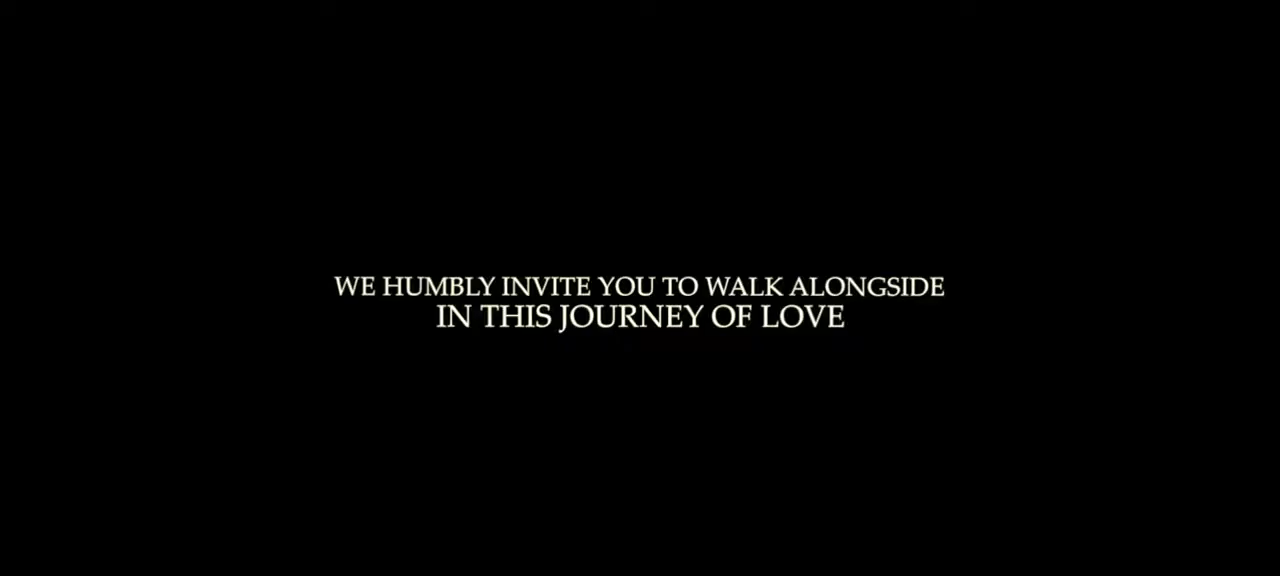 WE HUMBLY INVITE YOU TO WALK ALONGSIDE
IN THIS JOURNEY OF LOVE